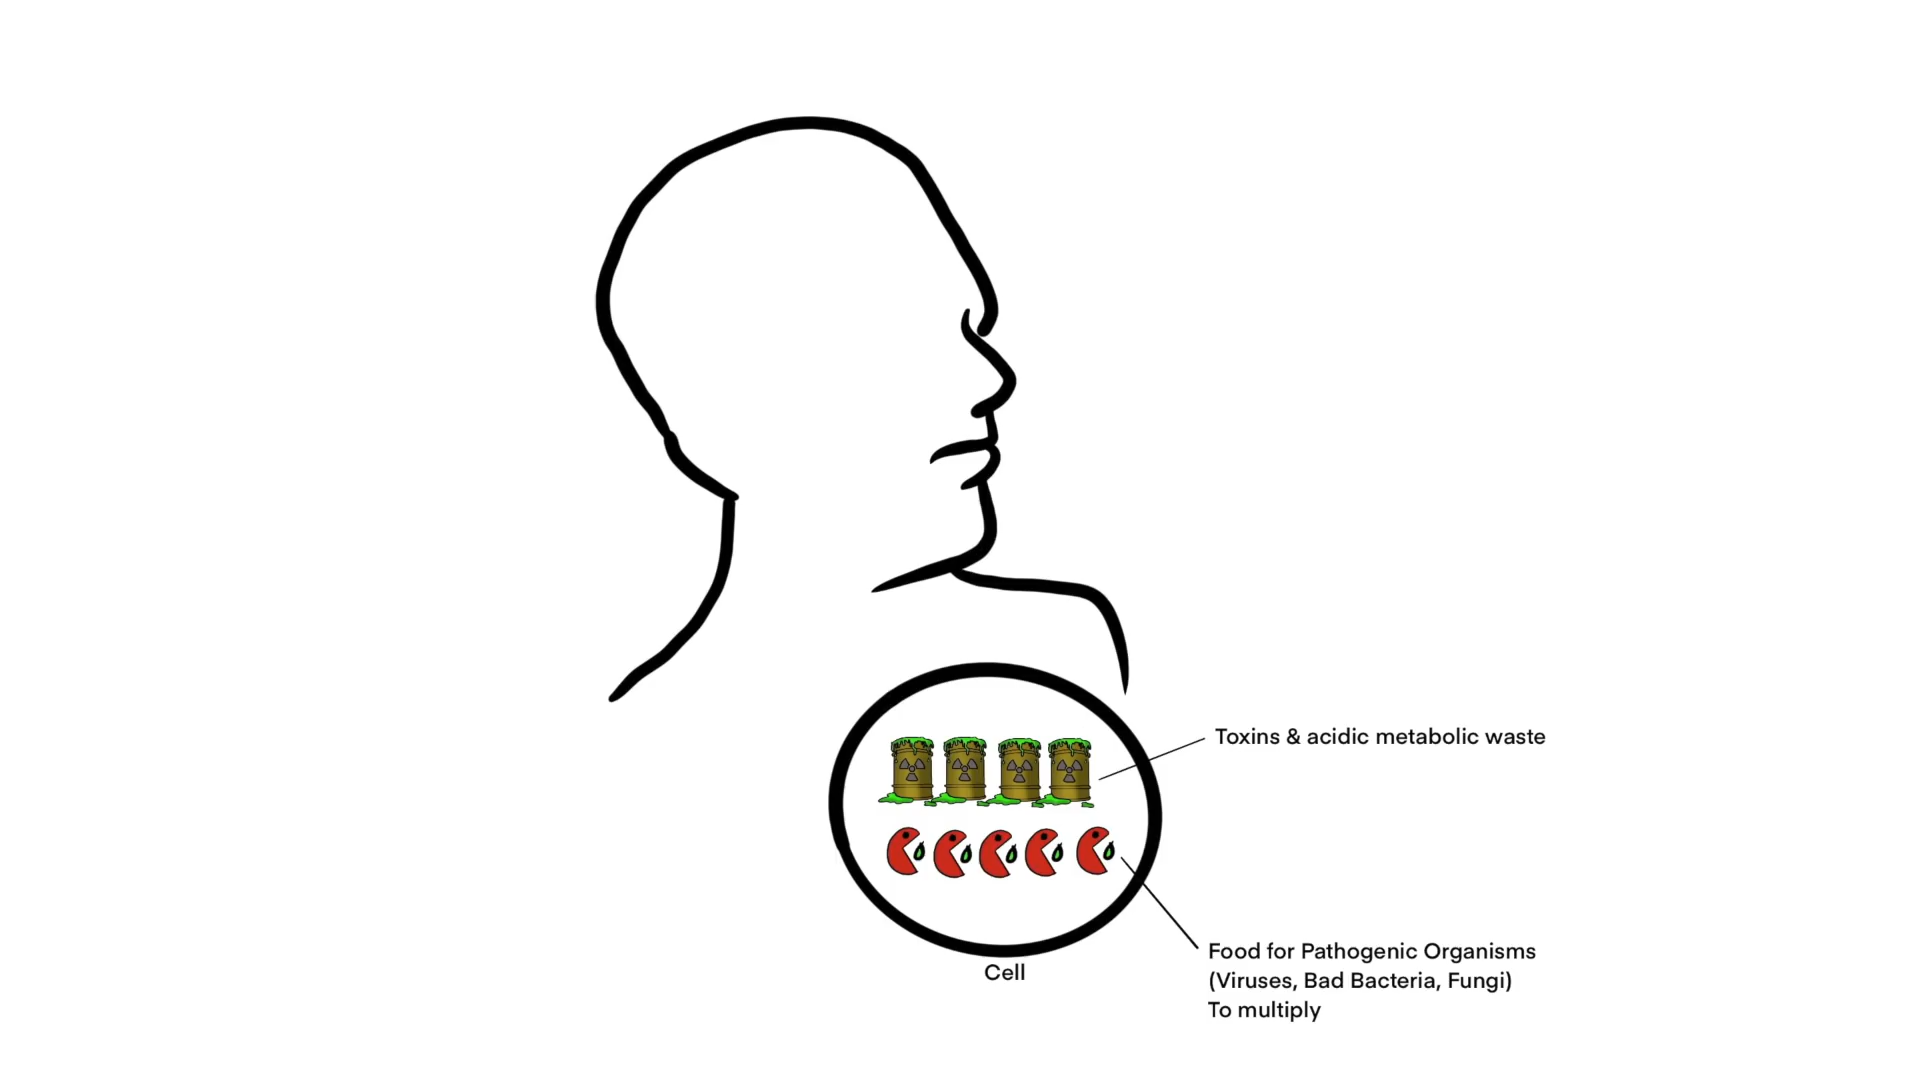 Toxins & acidic metabolic waste
Food for Pathogenic Organisms
(Viruses, Bad Bacteria, Fungi)
To multiply
Cell